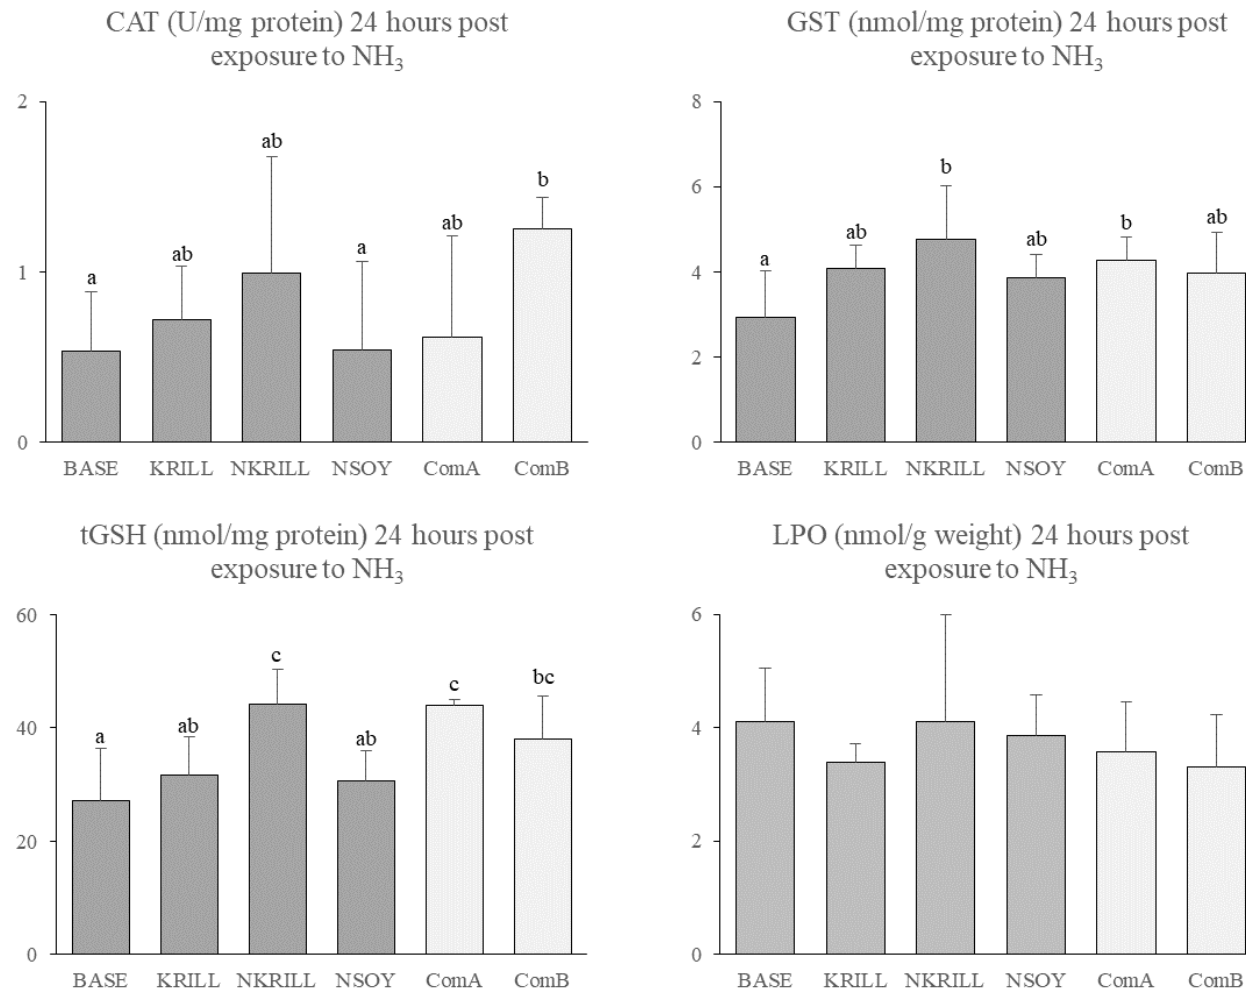 CAT (U/mg protein) 24 hours post
exposure to NH3
2
1
0
a
ab
ab
a
ab
b
BASE KRILL NKRILL NSOY ComA ComB
GST (nmol/mg protein) 24 hours post
exposure to NH3
8
6
4
2
0
a
ab
b
ab
b
ab
BASE KRILL NKRILL NSOY ComA ComB
tGSH (nmol/mg protein) 24 hours post
exposure to NH3
60
40
20
0
a
ab
c
ab
c
bc
BASE KRILL NKRILL NSOY ComA ComB
LPO (nmol/g weight) 24 hours post
exposure to NH3
6
4
2
0
BASE KRILL NKRILL NSOY ComA ComB